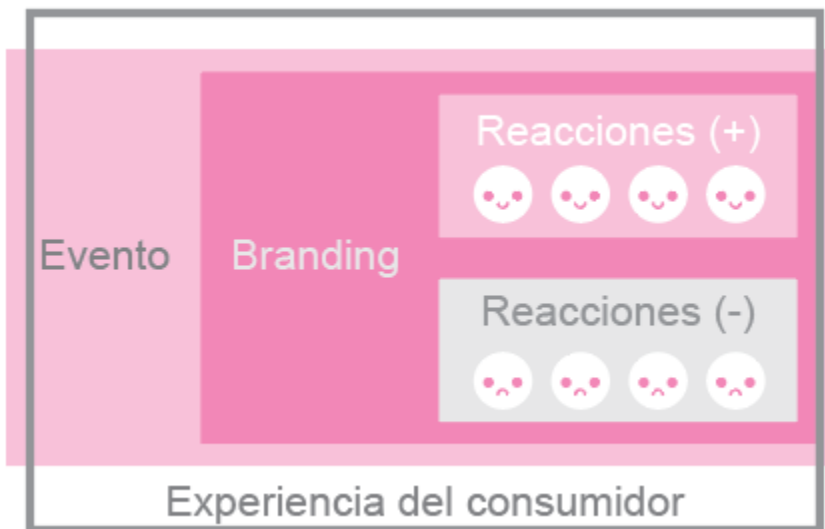 Reacciones (+)
Evento
Branding
Reacciones (-)
Experiencia del consumidor